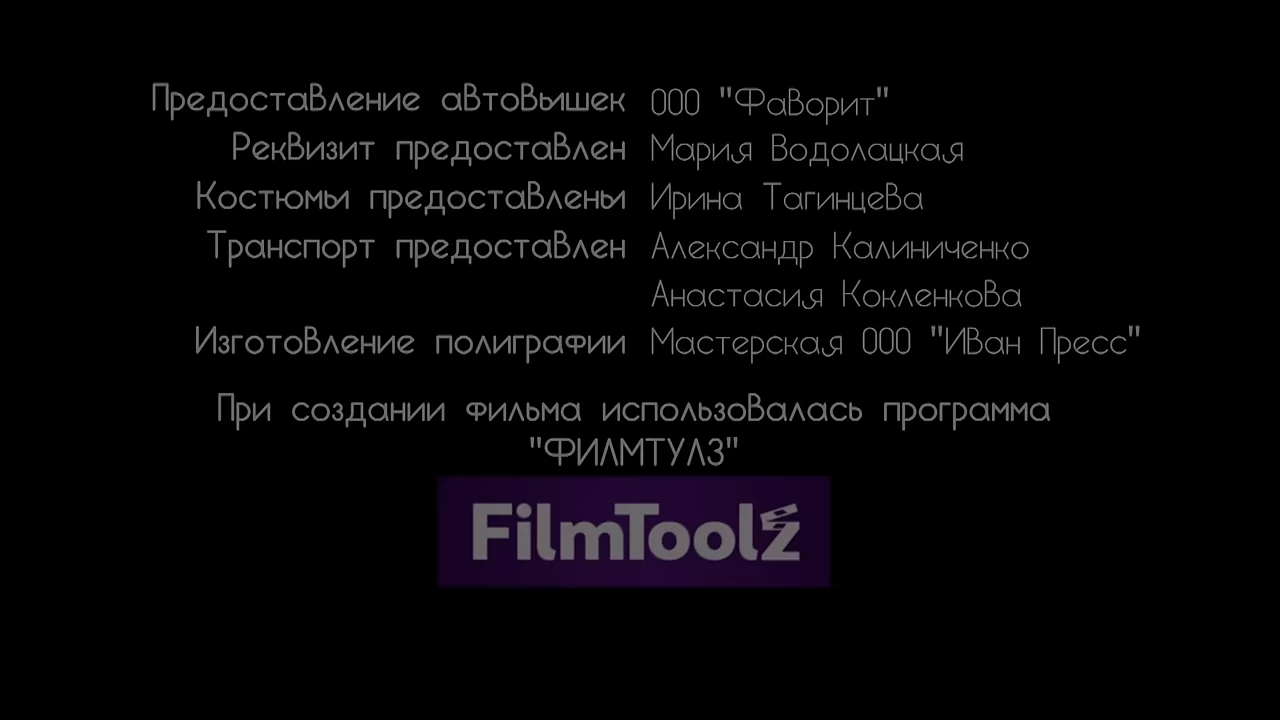 Предоставление автовышек ООО "Фаворит"
Реквизит предоставлен Мария Водолацкая
Костюмы предоставлены Ирина Тагинцева
Транспорт предоставлен Александр Калиниченко
Анастасия Кокленкова
Изготовление полиграфии Мастерская ООО "Иван Пресс"
При создании фильма использовалась программа
"ФИЛМТУЛЗ"
FilmToolz